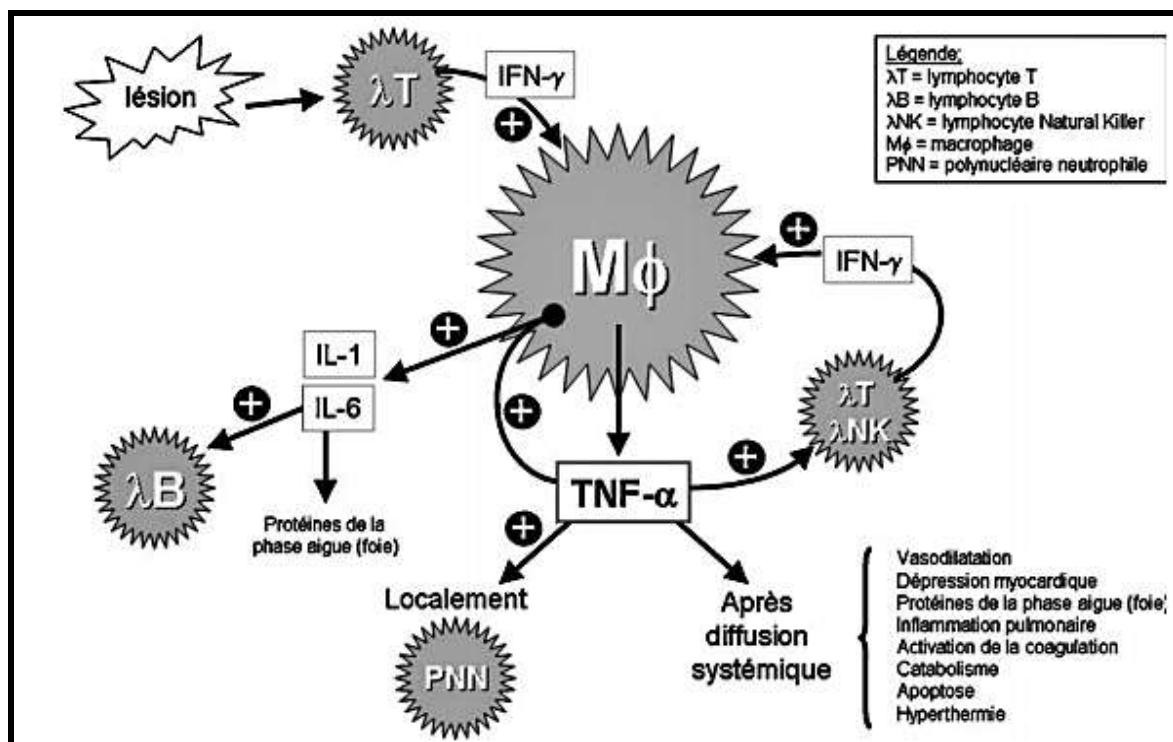 lésion
λT
IFN-γ
Légende:
λT = lymphocyte T
λB = lymphocyte B
λNK = lymphocyte Natural Killer
Mϕ = macrophage
PNN = polynucléaire neutrophile
+
+
Mϕ
IFN-γ
+
IL-1
+
IL-6
λB
+
+
λT
λNK
TNF-α
Protéines de la
phase aigue (foie)
+
Localement
PNN
Après
diffusion
systémique
Vasodilatation
Dépression myocardique
Protéines de la phase aigue (foie)
Inflammation pulmonaire
Activation de la coagulation
Catabolisme
Apoptose
Hyperthermie